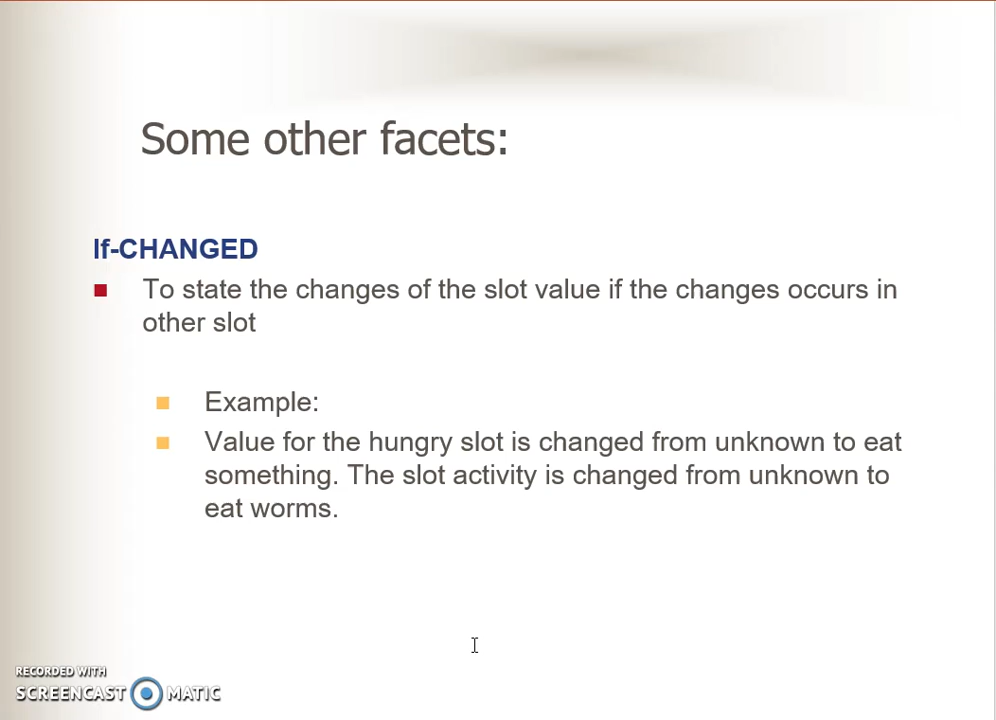 Some other facets:
If-CHANGED
To state the changes of the slot value if the changes occurs in
other slot
Example:
Value for the hungry slot is changed from unknown to eat
something. The slot activity is changed from unknown to
eat worms.
RECORDED WITH
SCREENCAST MATIC